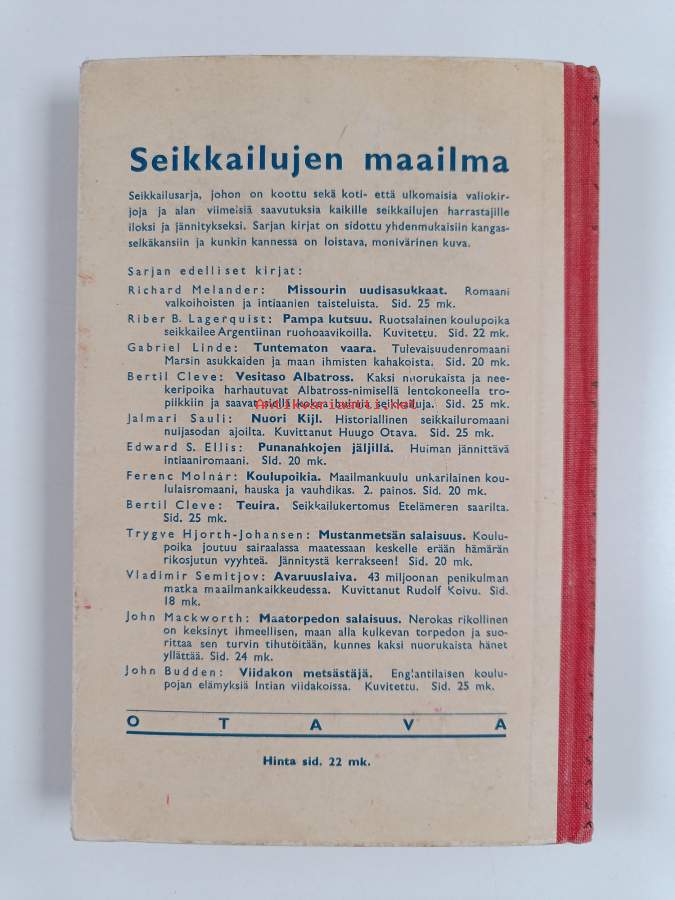 Seikkailujen maailma
Seikkailusarja, johon on koottu sekä koti- että ulkomaisia valiokir-
joja ja alan viimeisiä saavutuksia kaikille seikkailujen harrastajille
iloksi ja jännitykseksi. Sarjan kirjat on sidottu yhdenmukaisiin kangas-
selkäkansiin ja kunkin kannessa on loistava, monivärinen kuva.
Sarjan edelliset kirjat:
Richard Melander: Missourin uudisasukkaat. Romaani
valkoihoisten ja intiaanien taisteluista. Sid. 25 mk.
Riber B. Lagerquist: Pampa kutsuu. Ruotsalainen koulupoika
seikkailee Argentiinan ruohoaavikoilla. Kuvitettu. Sid. 22 mk.
Gabriel Linde: Tuntematon vaara. Tulevaisuudenromaani
Marsin asukkaiden ja maan ihmisten kahakoista. Sid. 20 mk.
Bertil Cleve: Vesitaso Albatross. Kaksi nuorukaista ja nee-
keripoika harhautuvat Albatross-nimisellä lentokoneella tro-
piikkiin ja saavat siellä kokea huimia seikkailuja. Sid. 25 mk.
Antikvariaatti.net
Jalmari Sauli: Nuori Kijl. Historiallinen seikkailuromaani
nuijasodan ajoilta. Kuvittanut Huugo Otava. Sid. 25 mk.
Edward S. Ellis: Punanahkojen jäljillä. Huiman jännittävä
intiaaniromaani. Sid. 20 mk.
Ferenc Molnár: Koulupoikia. Maailmankuulu unkarilainen kou-
lulaisromaani, hauska ja vauhdikas. 2. painos. Sid. 20 mk.
Bertil Cleve: Teuira. Seikkailukertomus Etelämeren saarilta.
Sid. 25 mk.
Trygve Hjorth-Johansen: Mustanmetsän salaisuus. Koulu-
poika joutuu sairaalassa maatessaan keskelle erään hämärän
rikosjutun vyyhteä. Jännitystä kerrakseen! Sid. 20 mk.
Vladimir Semitjov: Avaruuslaiva. 43 miljoonan penikulman
matka maailmankaikkeudessa. Kuvittanut Rudolf Koivu. Sid.
18 mk.
John Mackworth: Maatorpedon salaisuus. Nerokas rikollinen
on keksinyt ihmeellisen, maan alla kulkevan torpedon ja suo-
rittaa sen turvin tihutöitään, kunnes kaksi nuorukaista hänet
yllättää. Sid. 24 mk.
John Budden: Viidakon metsästäjä. Englantilaisen koulu-
pojan elämyksiä Intian viidakoissa. Kuvitettu. Sid. 25 mk.
OTAVA
Hinta sid. 22 mk.